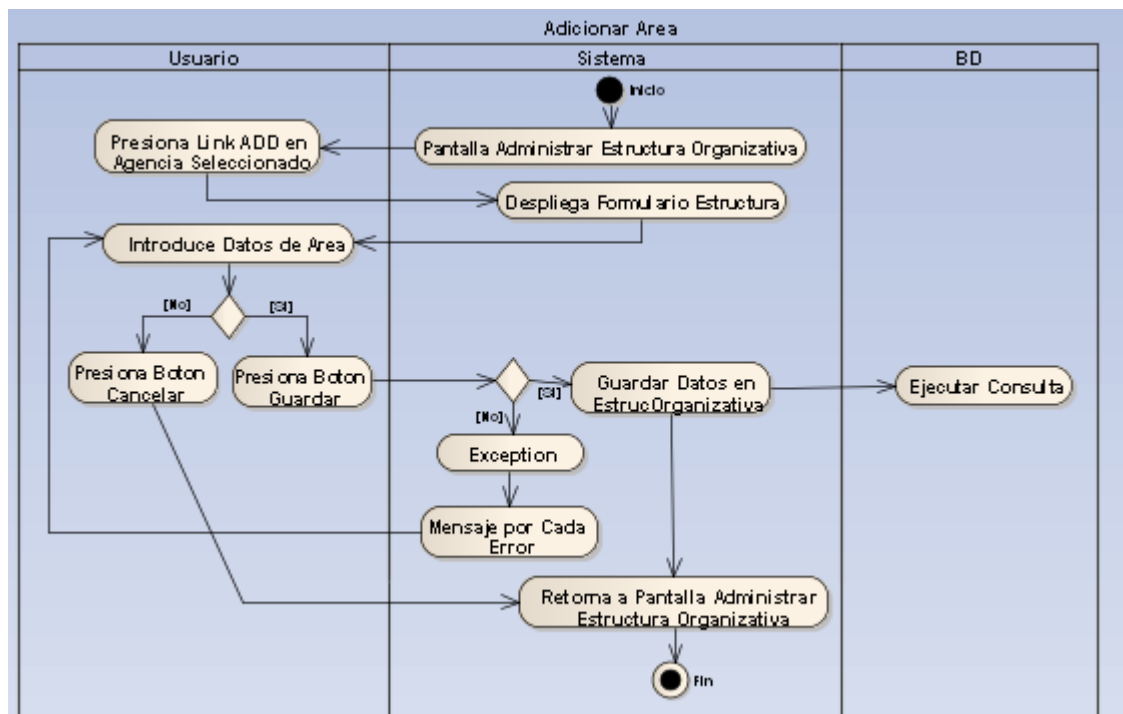 Adicionar Area
Usuario
Sistema
BD
Inicio
Presiona Link ADD en
Agencia Seleccionado
Pantalla Administrar Estructura Organizativa
Despliega Formulario Estructura
Introduce Datos de Area
[No]
[SI]
Presiona Boton
Cancelar
Presiona Boton
Guardar
[SI]
Guardar Datos en
EstrucOrganizativa
Ejecutar Consulta
[No]
Exception
Mensaje por Cada
Error
Retorna a Pantalla Administrar
Estructura Organizativa
Fin